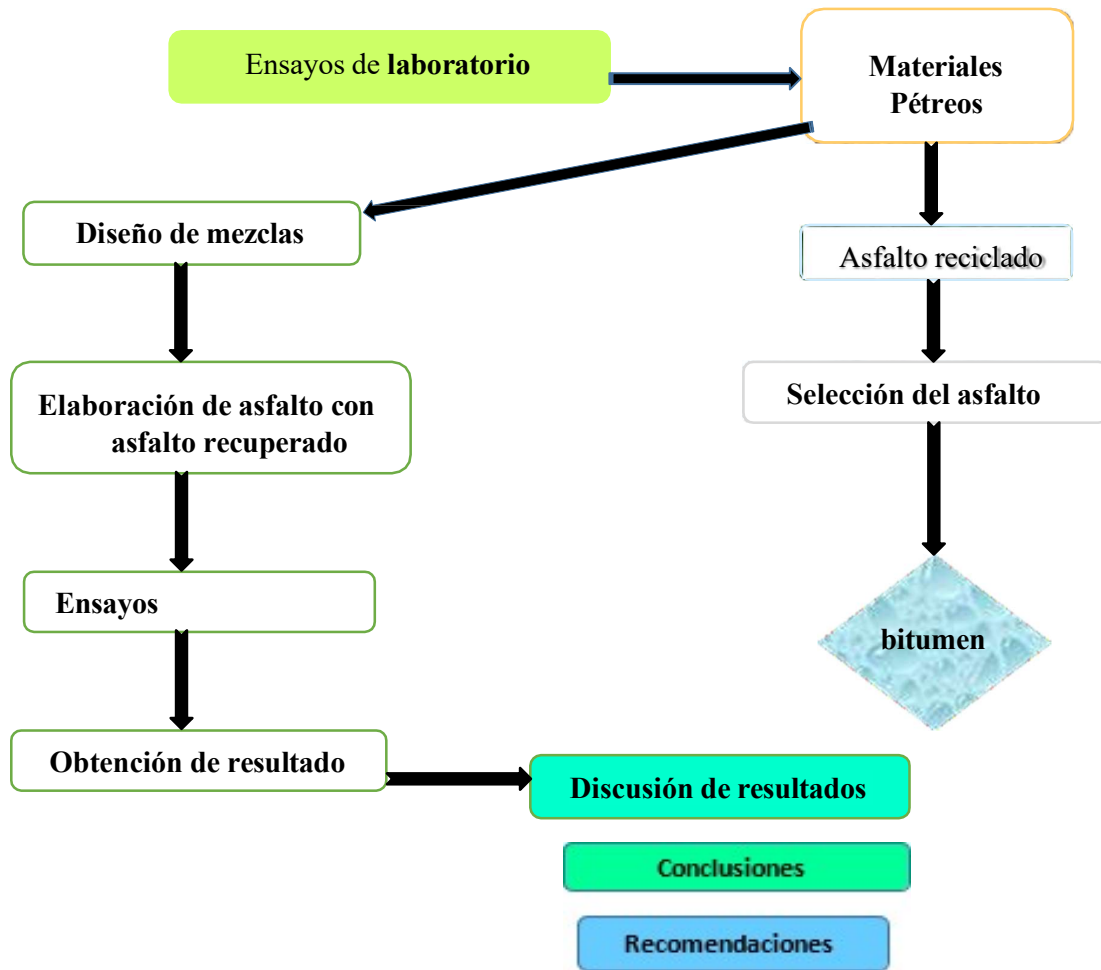 Ensayos de laboratorio
Materiales
Pétreos
Diseño de mezclas
Asfalto reciclado
Elaboración de asfalto con
asfalto recuperado
Selección del asfalto
Ensayos
bitumen
Obtención de resultado
Discusión de resultados
Conclusiones
Recomendaciones